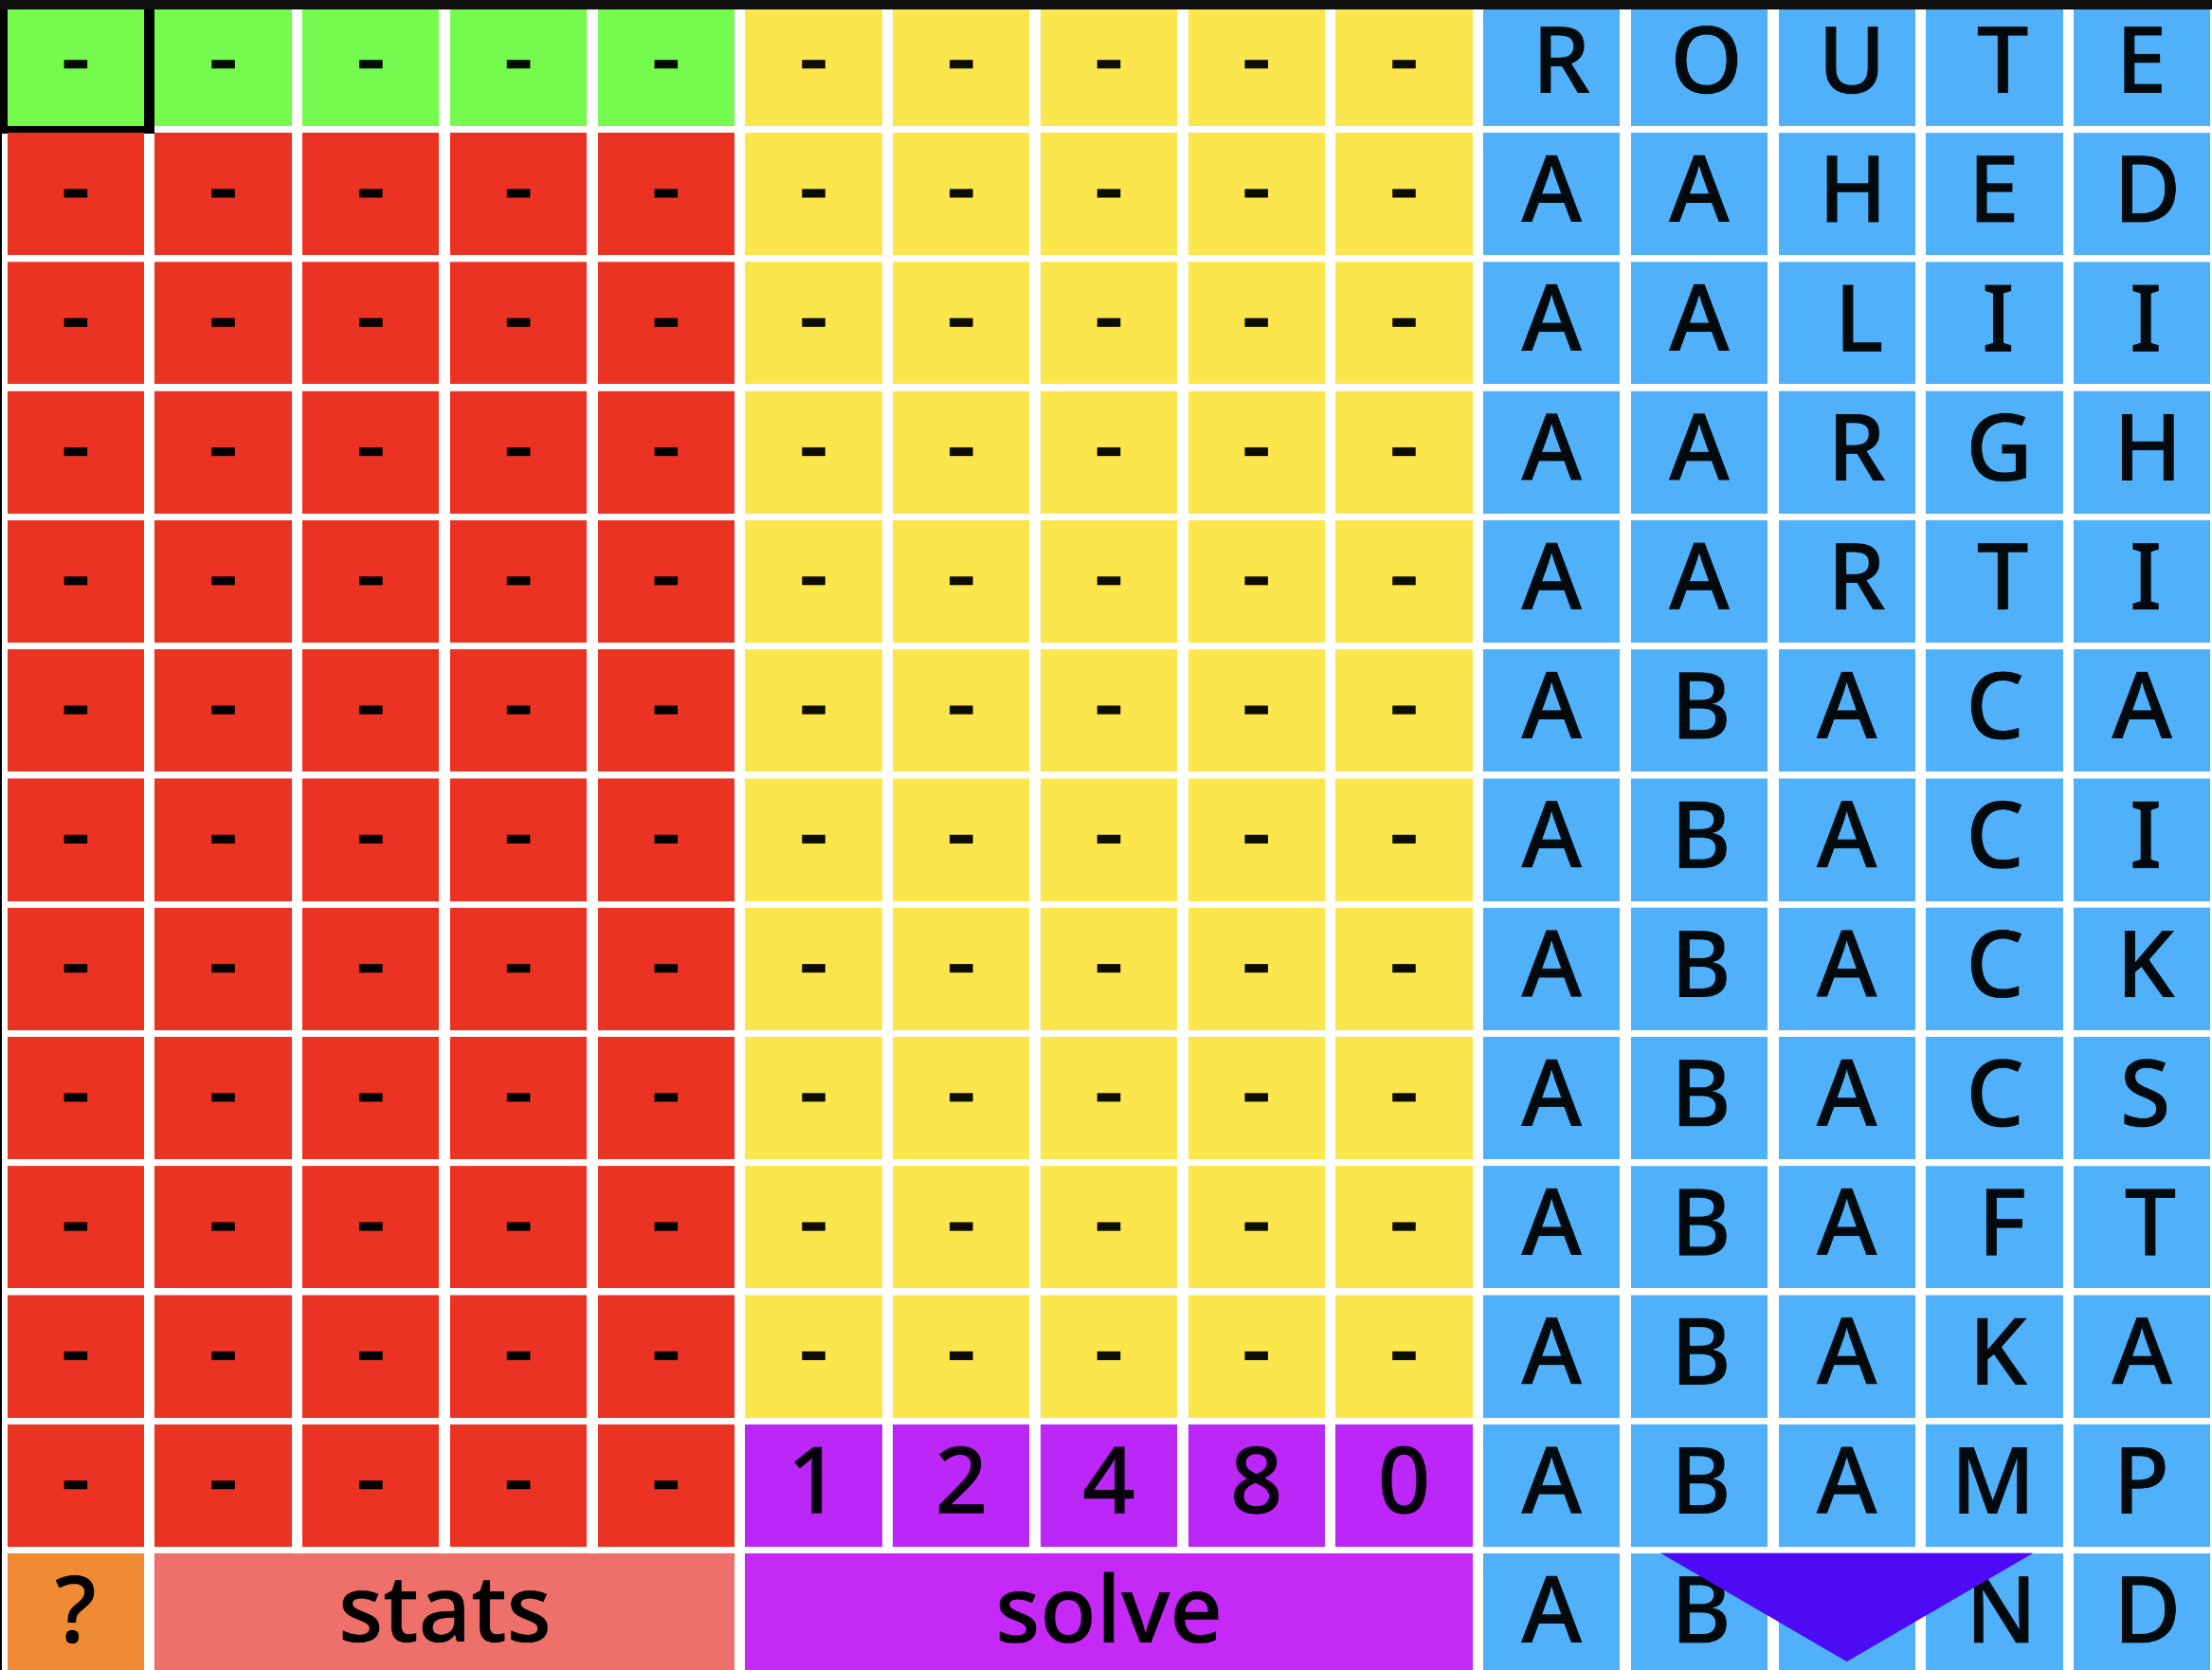 - - - - - - - - - - R O U T E
- - - - - - - - - - A A H E D
- - - - - - - - - - A A L I I
- - - - - - - - - - A A R G H
- - - - - - - - - - A A R T I
- - - - - - - - - - A B A C A
- - - - - - - - - - A B A C I
- - - - - - - - - - A B A C K
- - - - - - - - - - A B A C S
- - - - - - - - - - A B A F T
- - - - - - - - - - A B A K A
- - - - - 1 2 4 8 0 A B A M P
? stats solve A B N D